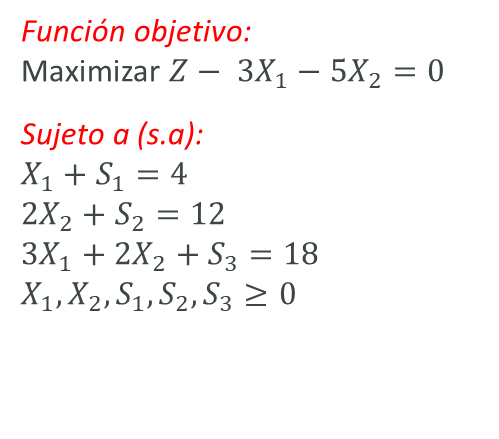 Función objetivo:
Maximizar Z − 3X₁ − 5X₂ = 0
Sujeto a (s.a):
X₁ + S₁ = 4
2X₂ + S₂ = 12
3X₁ + 2X₂ + S₃ = 18
X₁, X₂, S₁, S₂, S₃ ≥ 0